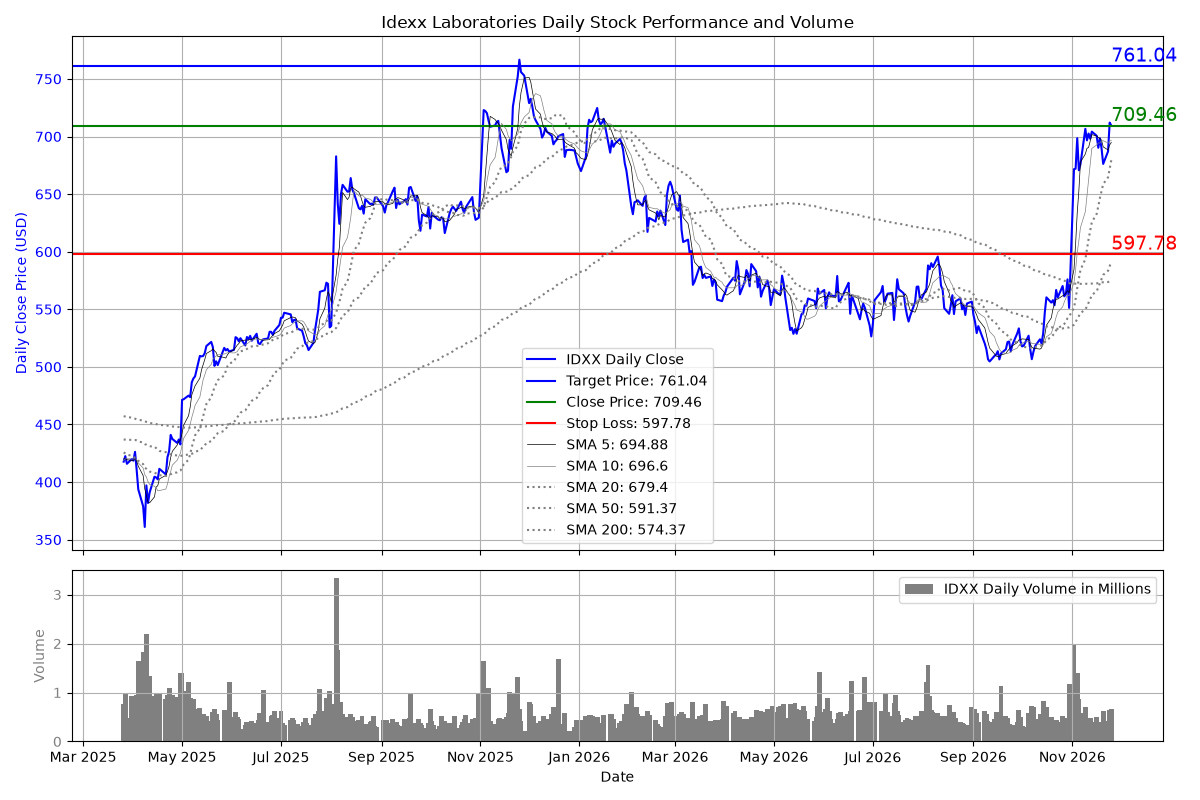 Idexx Laboratories Daily Stock Performance and Volume
761.04
750
709.46
700
650
600
597.78
550
500
450
400
350
Daily Close Price (USD)
IDXX Daily Close
Target Price: 761.04
Close Price: 709.46
Stop Loss: 597.78
SMA 5: 694.88
SMA 10: 696.6
SMA 20: 679.4
SMA 50: 591.37
SMA 200: 574.37
IDXX Daily Volume in Millions
3
2
1
0
Volume
Mar 2025 May 2025 Jul 2025 Sep 2025 Nov 2025 Jan 2026 Mar 2026 May 2026 Jul 2026 Sep 2026 Nov 2026
Date